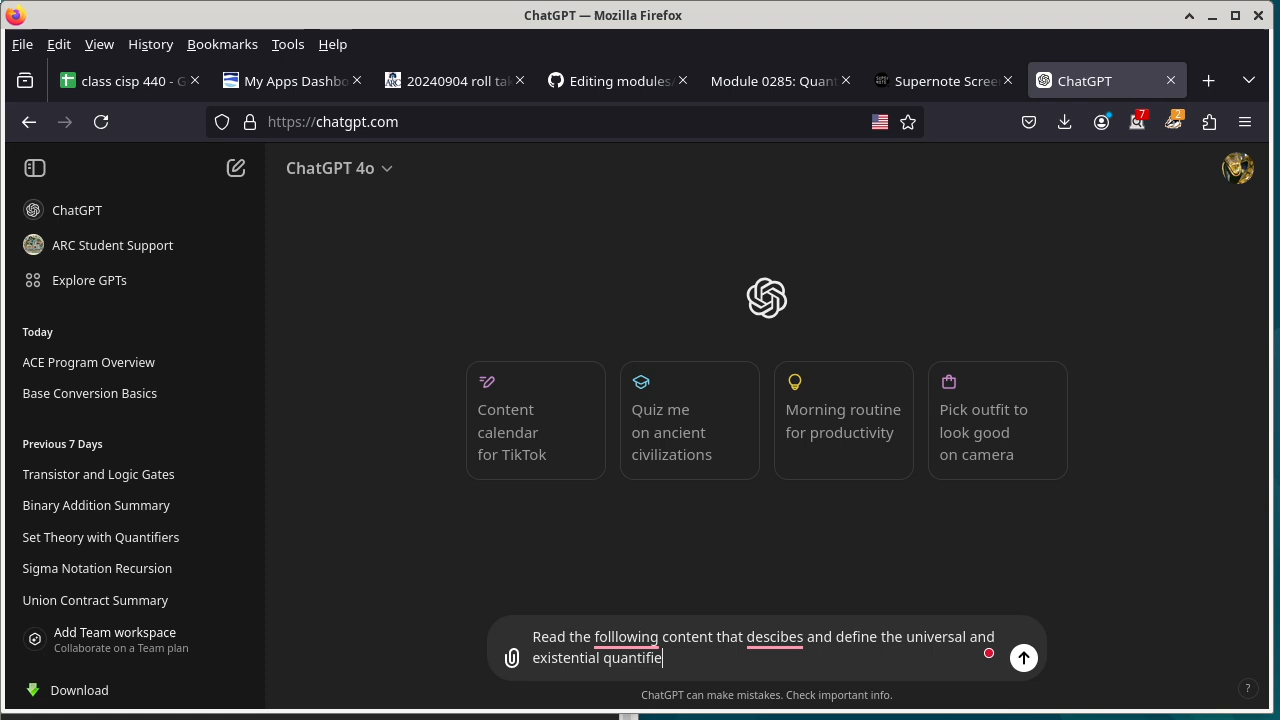 ChatGPT — Mozilla Firefox
File Edit View History Bookmarks Tools Help
class cisp 440 - G
My Apps Dashbo
20240904 roll tak
Editing modules/
Module 0285: Quant
Supernote Scree
ChatGPT
https://chatgpt.com
7
2
ChatGPT 4o
ChatGPT
ARC Student Support
Explore GPTs
Today
ACE Program Overview
Base Conversion Basics
Previous 7 Days
Transistor and Logic Gates
Binary Addition Summary
Set Theory with Quantifiers
Sigma Notation Recursion
Union Contract Summary
Add Team workspace
Collaborate on a Team plan
Download
Content
calendar
for TikTok
Quiz me
on ancient
civilizations
Morning routine
for productivity
Pick outfit to
look good
on camera
Read the folllowing content that descibes and define the universal and
existential quantifie
ChatGPT can make mistakes. Check important info.
?